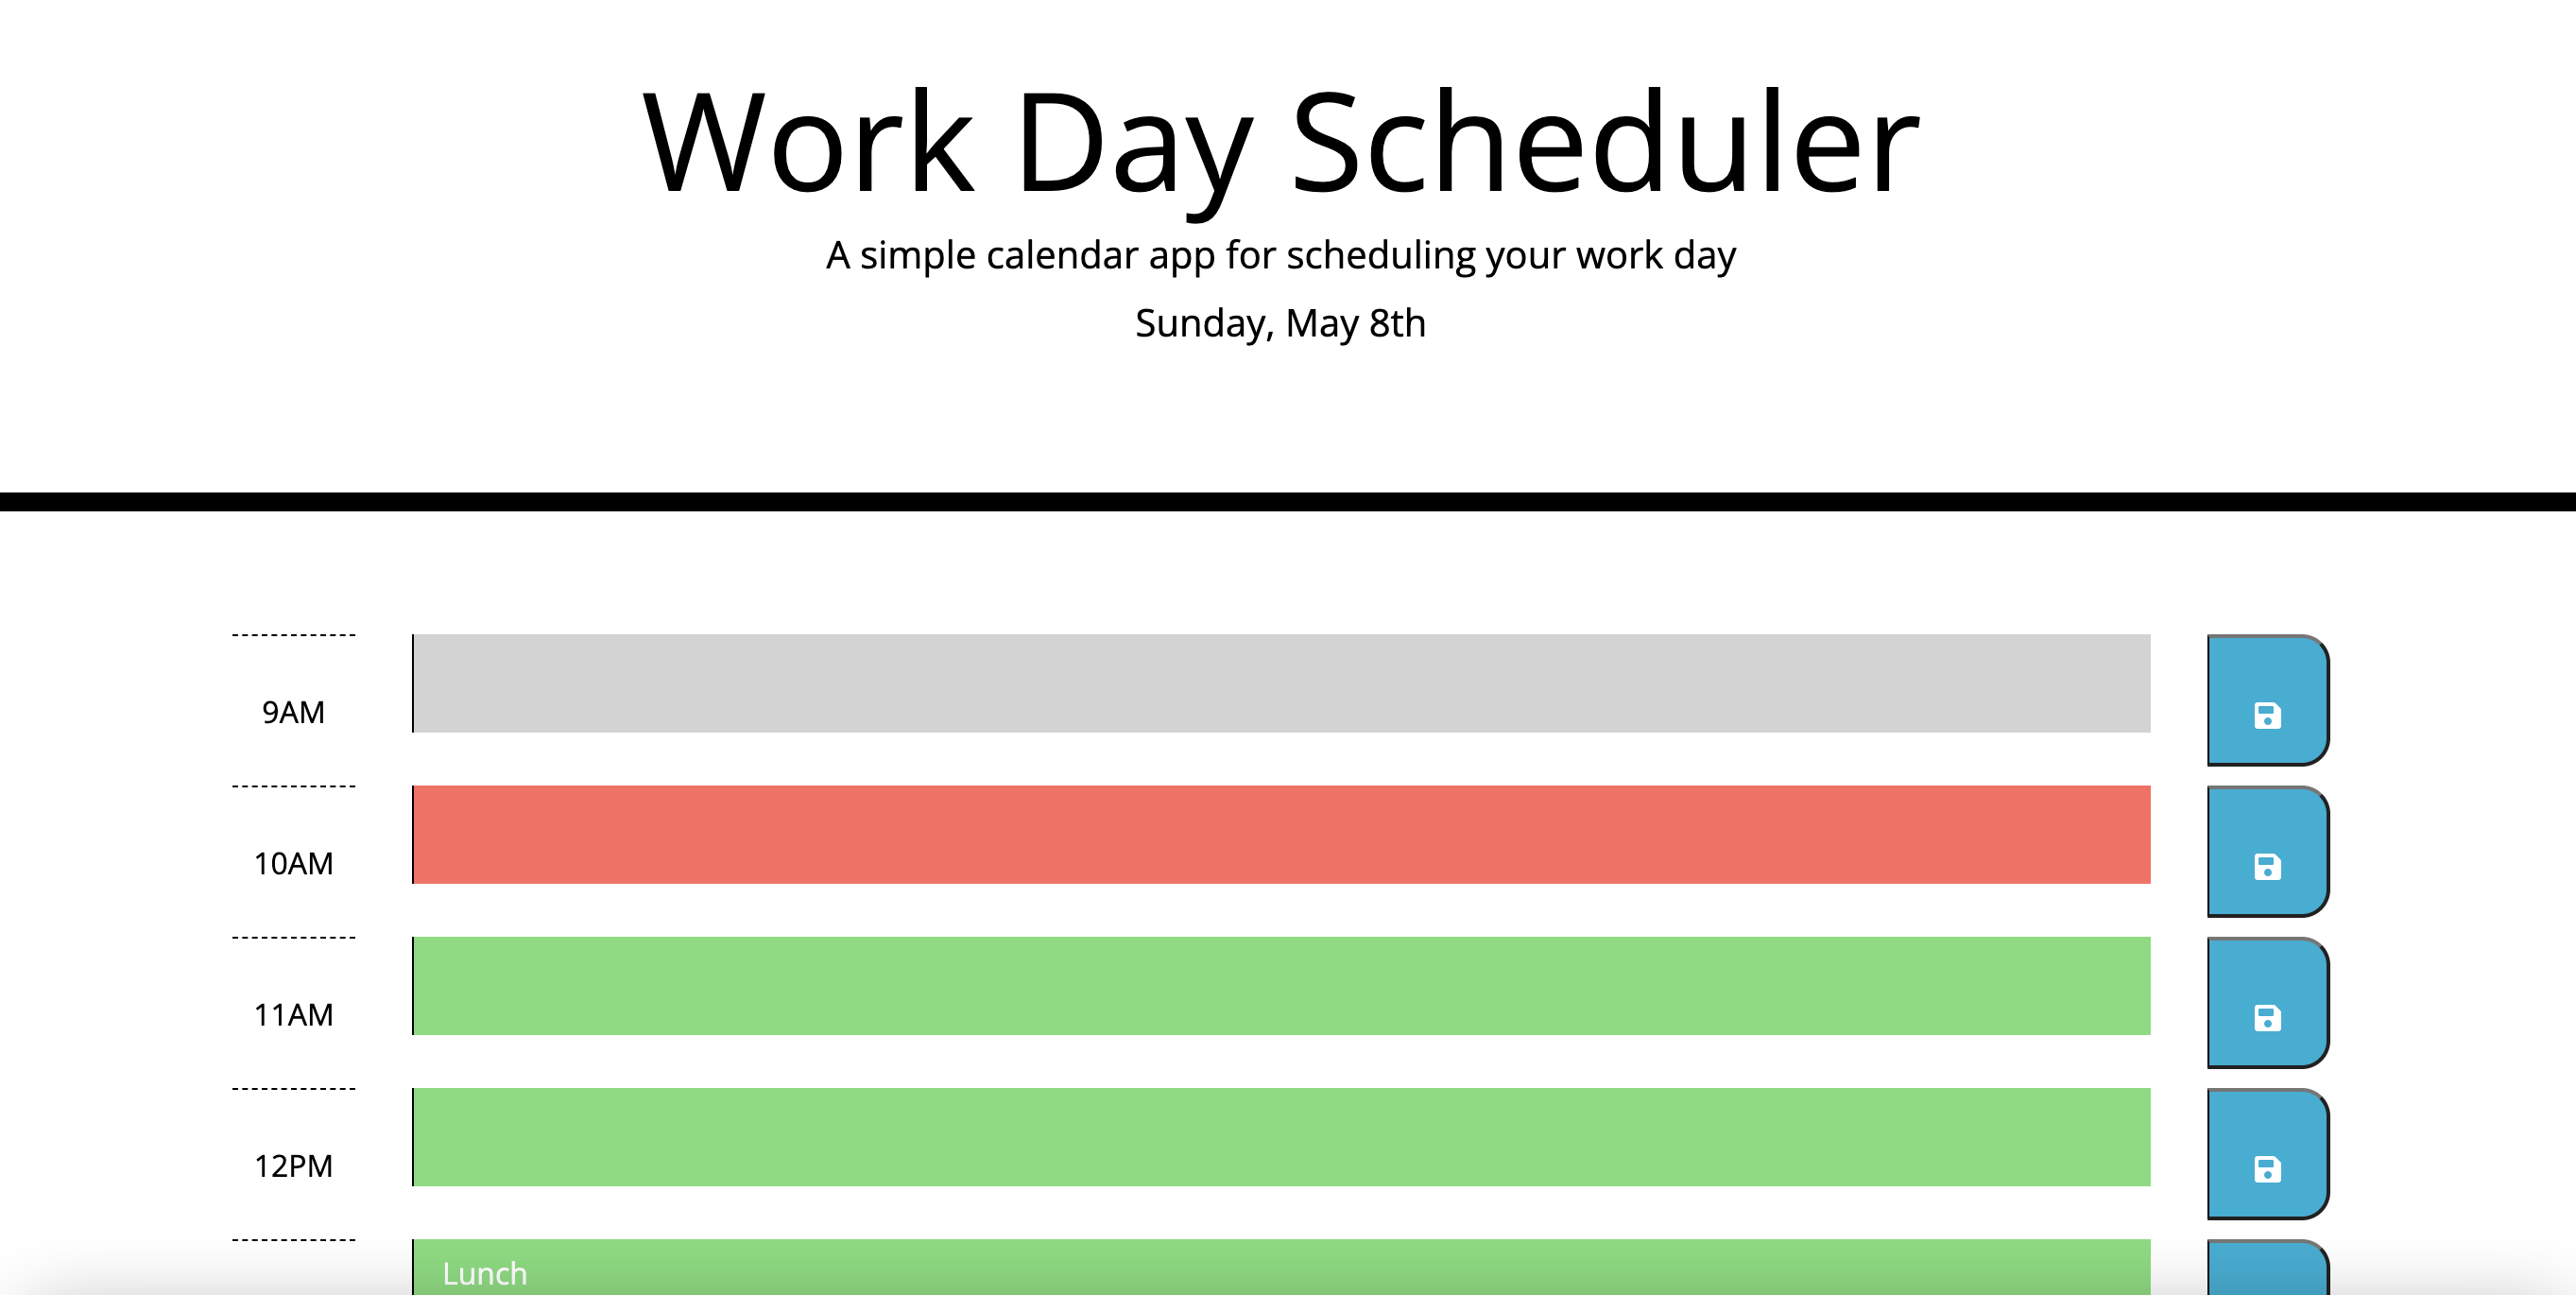 Work Day Scheduler
A simple calendar app for scheduling your work day
Sunday, May 8th
9AM
10AM
11AM
12PM
Lunch